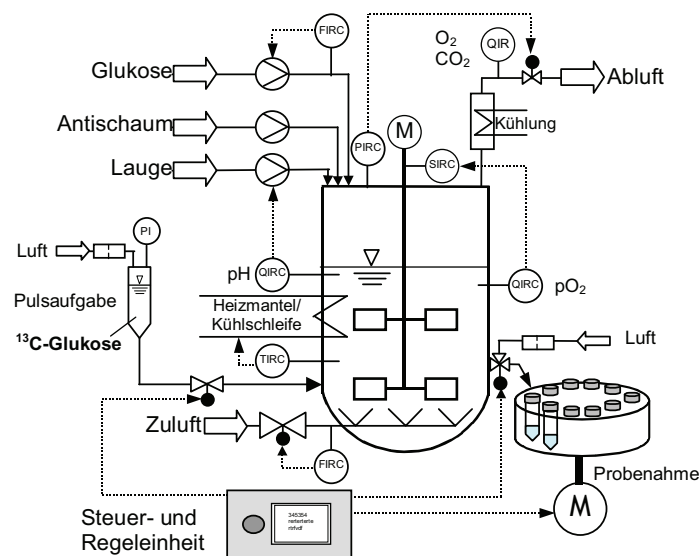 O2
CO2
QIR
FIRC
Glukose
Abluft
Antischaum
M
Kühlung
PIRC
SIRC
Lauge
PI
Luft
pH
QIRC
QIRC
pO2
Pulsaufgabe
Heizmantel/
Kühlschleife
13C-Glukose
TIRC
Luft
Zuluft
FIRC
Probenahme
M
Steuer- und
Regeleinheit
345354